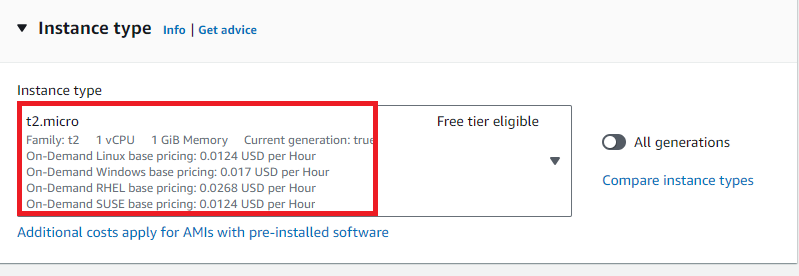 Instance type Info | Get advice
Instance type
t2.micro Free tier eligible
Family: t2 1 vCPU 1 GiB Memory Current generation: true
On-Demand Linux base pricing: 0.0124 USD per Hour
On-Demand Windows base pricing: 0.017 USD per Hour
On-Demand RHEL base pricing: 0.0268 USD per Hour
On-Demand SUSE base pricing: 0.0124 USD per Hour
All generations
Compare instance types
Additional costs apply for AMIs with pre-installed software